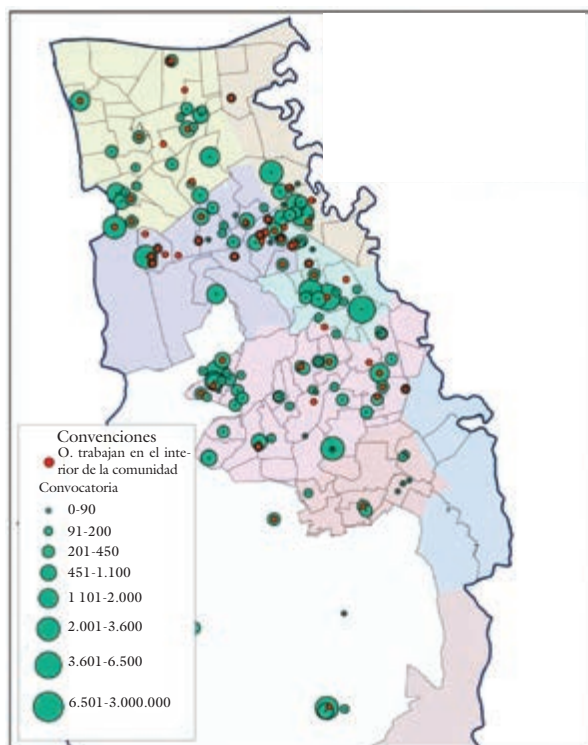 Convenciones
O. trabajan en el inte-
rior de la comunidad
Convocatoria
0-90
91-200
201-450
451-1.100
1 101-2.000
2.001-3.600
3.601-6.500
6.501-3.000.000